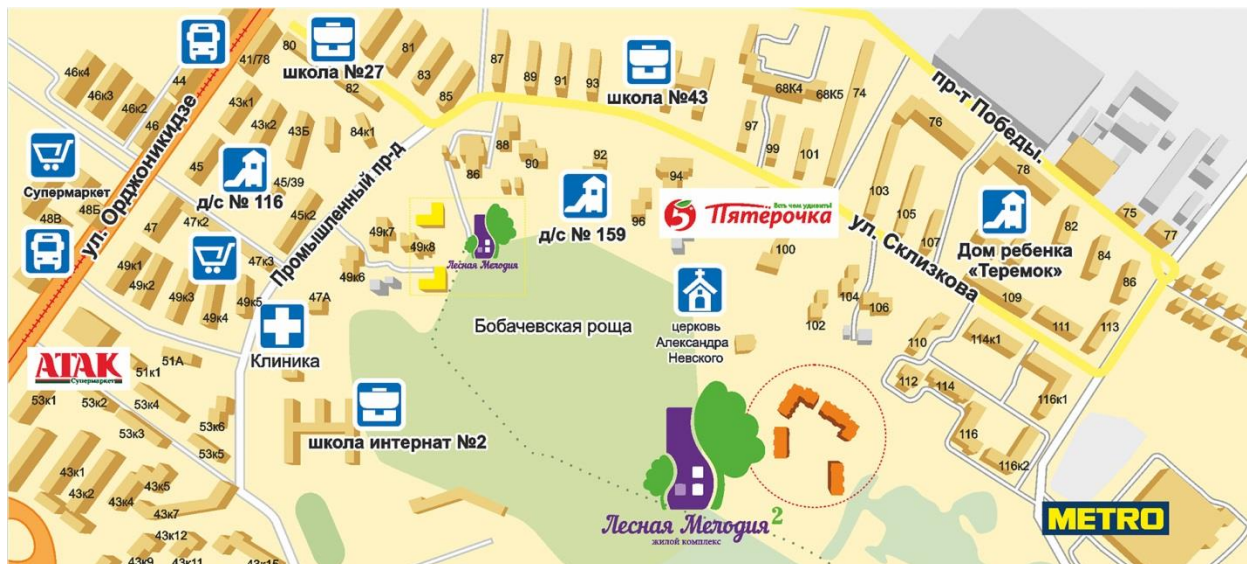 46к4
46к3
46к2
46
44
41/78
80
школа №27
81
83
85
82
84к1
87
89
91
93
школа №43
68К4
68К5
74
пр-т Победы.
76
78
43к1
43к2
43Б
45
45/39
д/с № 116
45к2
Промышленный пр-д
ул. Орджоникидзе
Супермаркет
48В
48Б
47
47к2
47к3
49к1
49к2
49к3
49к4
49к5
47А
49к6
49к7
49к8
86
88
90
92
94
96
97
99
101
103
105
107
д/с № 159
Лесная Мелодия
Есть чем удивить!
5 Пятёрочка
100
ул. Склизкова
Дом ребенка
«Теремок»
75
77
82
84
86
109
111
113
Клиника
Бобачевская роща
церковь
Александра
Невского
102
104
106
110
112
114
114к1
116
116к1
116к2
АТАК
Супермаркет
51А
51к1
53к1
53к2
53к4
53к3
53к6
53к5
школа интернат №2
43к1
43к2
43к4
43к5
43к7
43к12
43к9
43к11
Лесная Мелодия 2
жилой комплекс
METRO